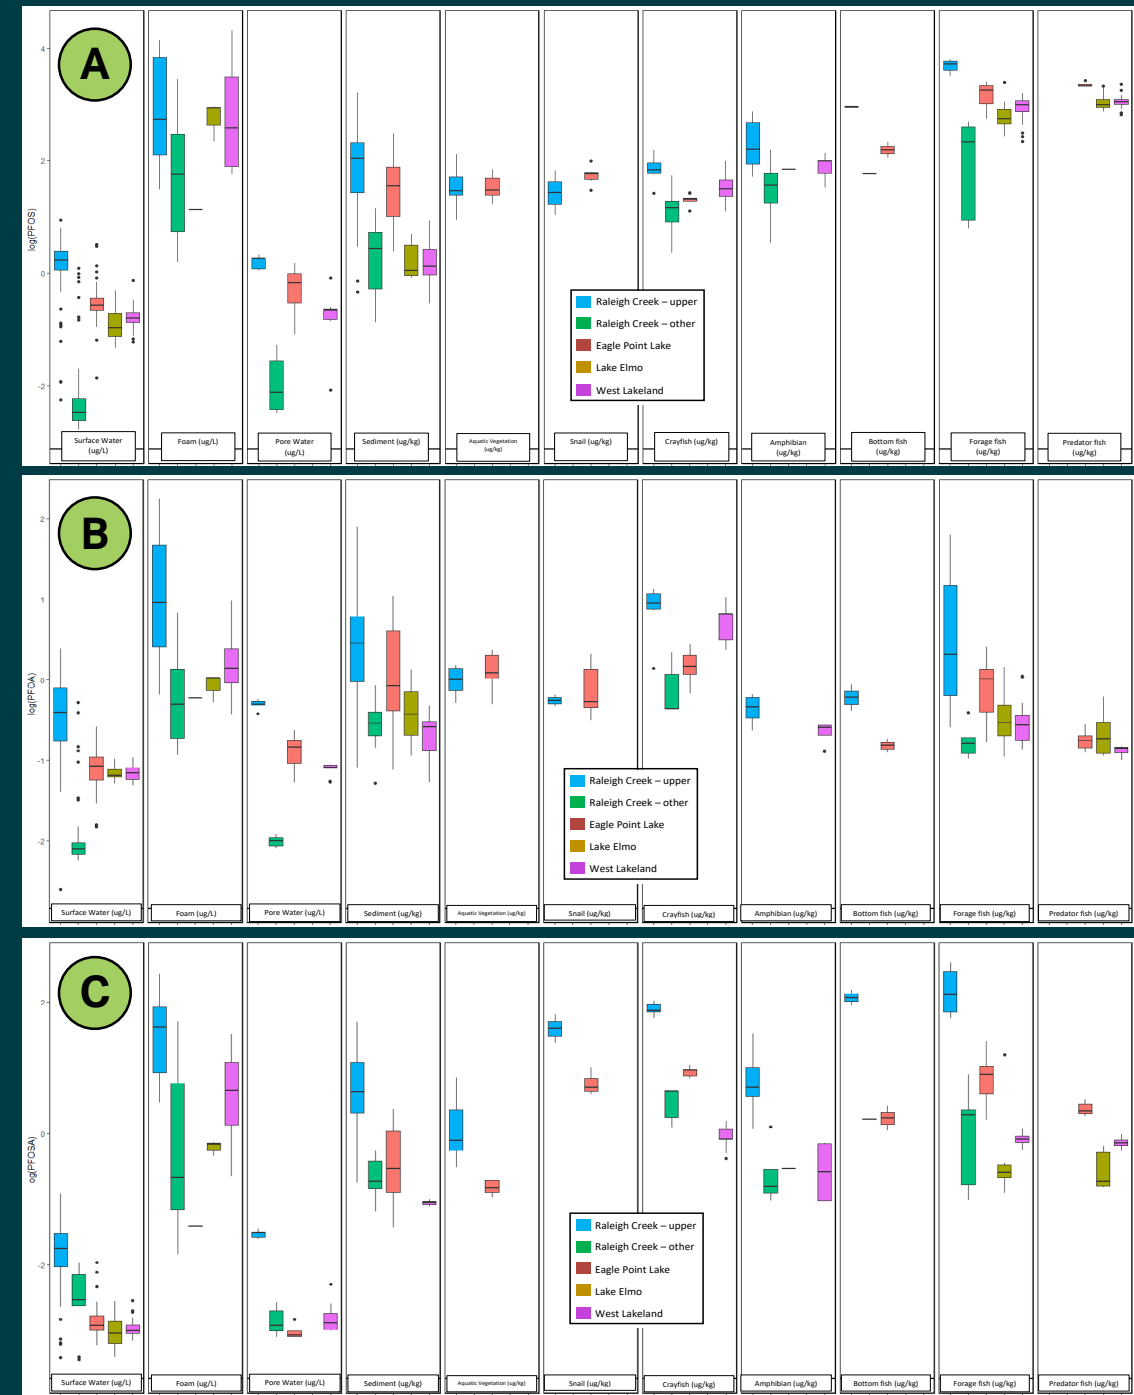 A
4
2
0
-2
log(PFOS)
Raleigh Creek – upper
Raleigh Creek – other
Eagle Point Lake
Lake Elmo
West Lakeland
Surface Water
(ug/L)
Foam (ug/L)
Pore Water
(ug/L)
Sediment (ug/kg)
Aquatic Vegetation
(ug/kg)
Snail (ug/kg)
Crayfish (ug/kg)
Amphibian
(ug/kg)
Bottom fish
(ug/kg)
Forage fish
(ug/kg)
Predator fish
(ug/kg)
B
2
1
0
-1
-2
log(PFOA)
Raleigh Creek – upper
Raleigh Creek – other
Eagle Point Lake
Lake Elmo
West Lakeland
Surface Water (ug/L)
Foam (ug/L)
Pore Water (ug/L)
Sediment (ug/kg)
Aquatic Vegetation (ug/kg)
Snail (ug/kg)
Crayfish (ug/kg)
Amphibian (ug/kg)
Bottom fish (ug/kg)
Forage fish (ug/kg)
Predator fish (ug/kg)
C
2
0
-2
og(PFOSA)
Raleigh Creek – upper
Raleigh Creek – other
Eagle Point Lake
Lake Elmo
West Lakeland
Surface Water (ug/L)
Foam (ug/L)
Pore Water (ug/L)
Sediment (ug/kg)
Aquatic Vegetation (ug/kg)
Snail (ug/kg)
Crayfish (ug/kg)
Amphibian (ug/kg)
Bottom fish (ug/kg)
Forage fish (ug/kg)
Predator fish (ug/kg)